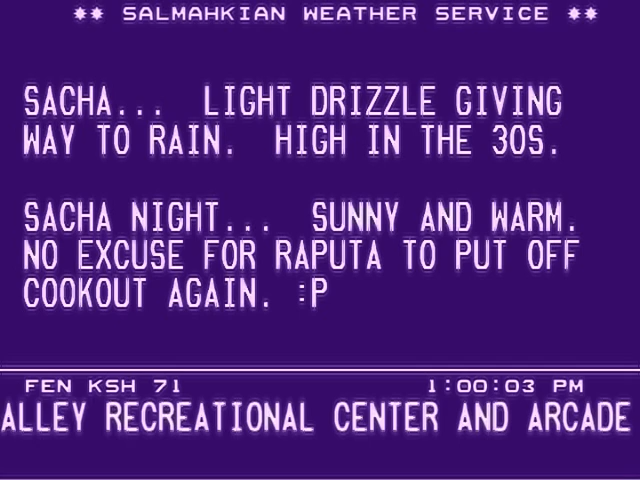 ** SALMAHKIAN WEATHER SERVICE **
SACHA... LIGHT DRIZZLE GIVING
WAY TO RAIN. HIGH IN THE 30S.
SACHA NIGHT... SUNNY AND WARM.
NO EXCUSE FOR RAPUTA TO PUT OFF
COOKOUT AGAIN. :P
FEN KSH 71 1:00:03 PM
ALLEY RECREATIONAL CENTER AND ARCADE